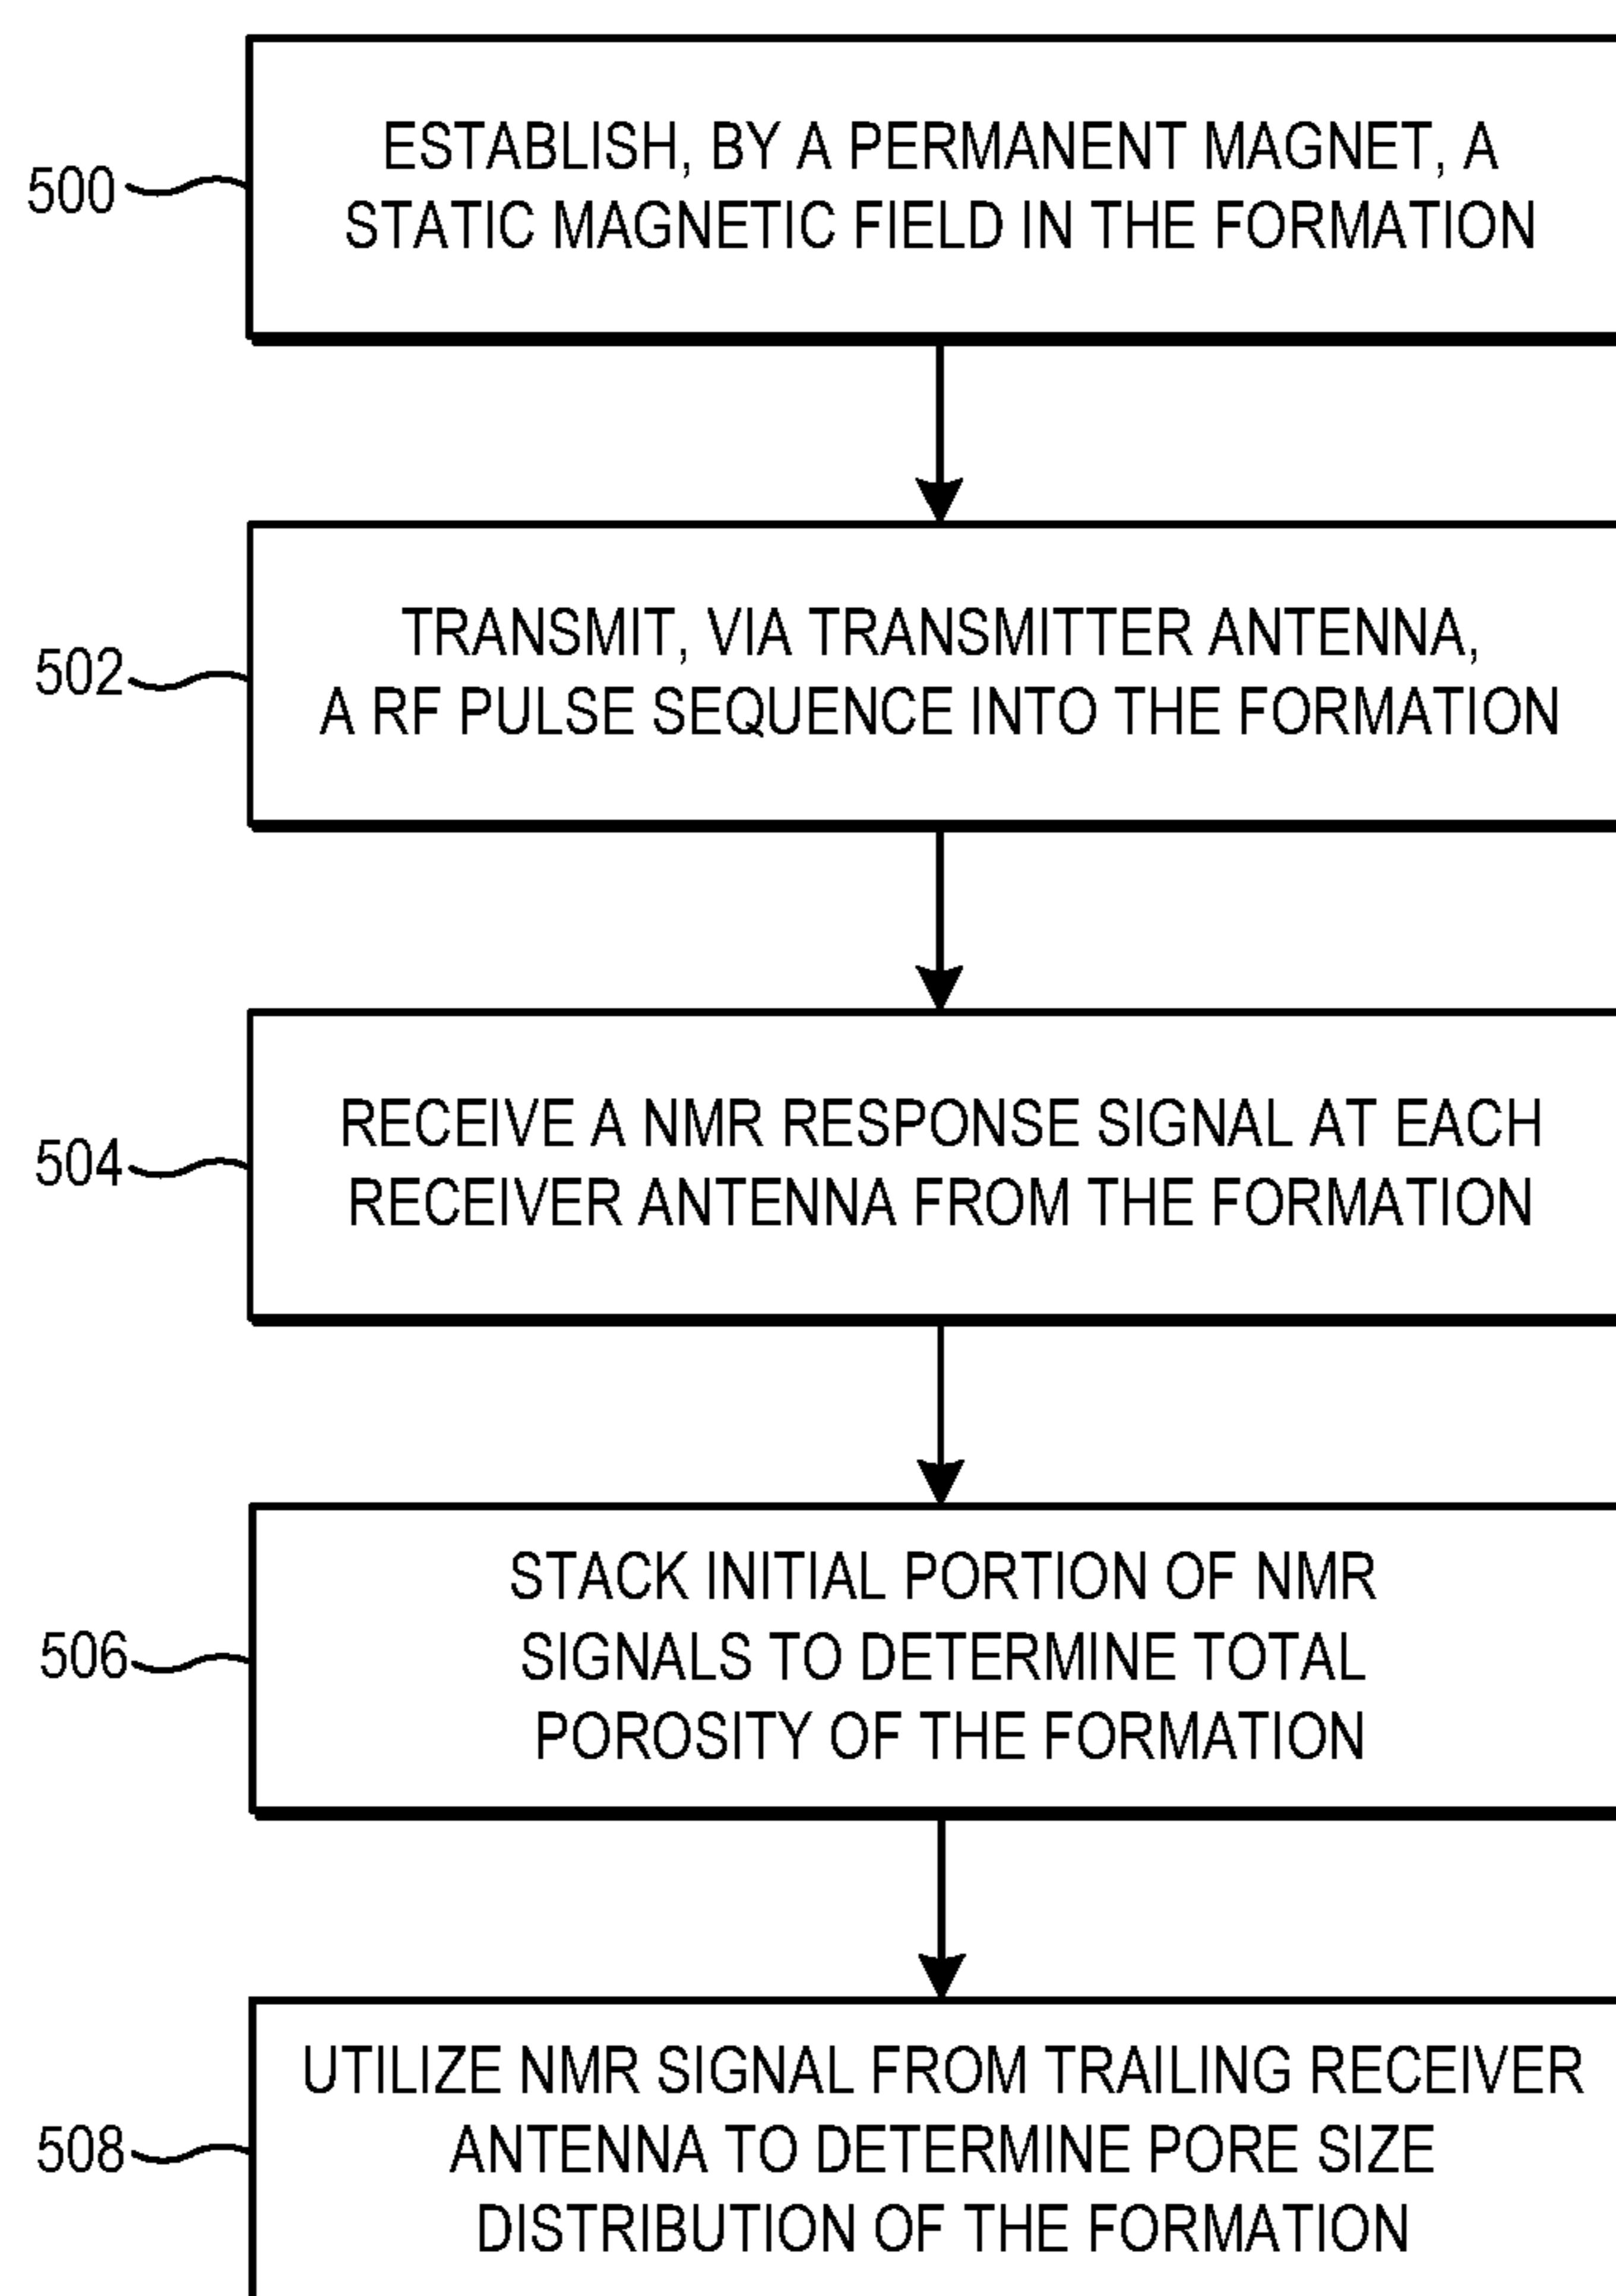 500
ESTABLISH, BY A PERMANENT MAGNET, A
STATIC MAGNETIC FIELD IN THE FORMATION
502
TRANSMIT, VIA TRANSMITTER ANTENNA,
A RF PULSE SEQUENCE INTO THE FORMATION
504
RECEIVE A NMR RESPONSE SIGNAL AT EACH
RECEIVER ANTENNA FROM THE FORMATION
506
STACK INITIAL PORTION OF NMR
SIGNALS TO DETERMINE TOTAL
POROSITY OF THE FORMATION
508
UTILIZE NMR SIGNAL FROM TRAILING RECEIVER
ANTENNA TO DETERMINE PORE SIZE
DISTRIBUTION OF THE FORMATION